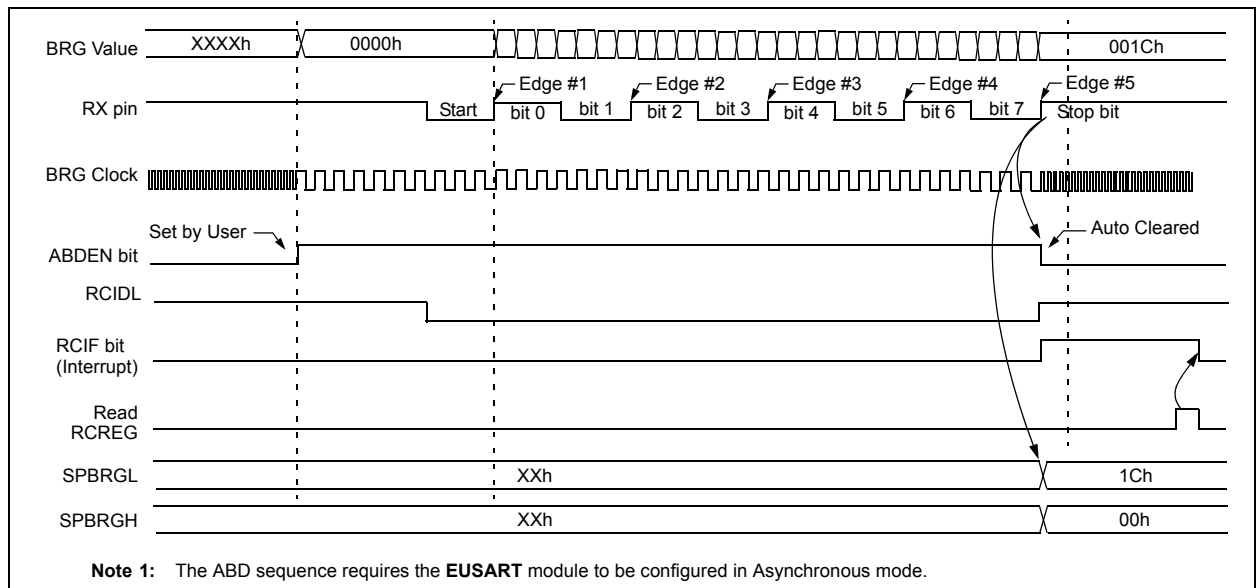 BRG Value XXXXh 0000h 001Ch
Edge #1 Edge #2 Edge #3 Edge #4 Edge #5
RX pin Start bit 0 bit 1 bit 2 bit 3 bit 4 bit 5 bit 6 bit 7 Stop bit
BRG Clock
Set by User Auto Cleared
ABDEN bit
RCIDL
RCIF bit
(Interrupt)
Read
RCREG
SPBRGL XXh 1Ch
SPBRGH XXh 00h
Note 1: The ABD sequence requires the EUSART module to be configured in Asynchronous mode.